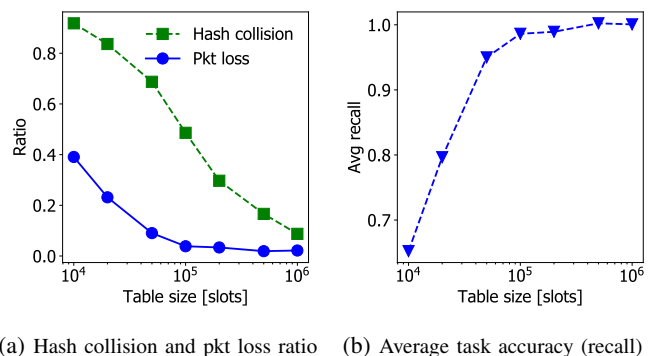 Hash collision
Pkt loss
Ratio
0.8
0.6
0.4
0.2
0.0
10^4
10^5
10^6
Table size [slots]
Avg recall
1.0
0.9
0.8
0.7
10^4
10^5
10^6
Table size [slots]
(a) Hash collision and pkt loss ratio
(b) Average task accuracy (recall)